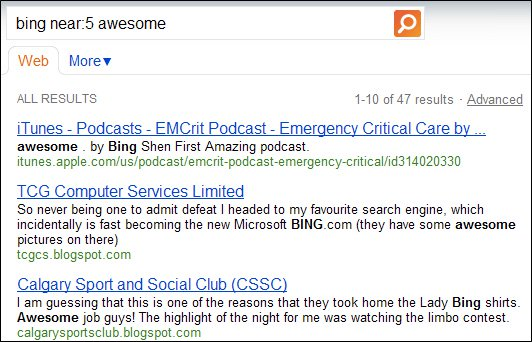 bing near:5 awesome
Web More▼
ALL RESULTS 1-10 of 47 results · Advanced
iTunes - Podcasts - EMCrit Podcast - Emergency Critical Care by ...
awesome . by Bing Shen First Amazing podcast.
itunes.apple.com/us/podcast/emcrit-podcast-emergency-critical/id314020330
TCG Computer Services Limited
So never being one to admit defeat I headed to my favourite search engine, which
incidentally is fast becoming the new Microsoft BING.com (they have some awesome
pictures on there)
tcgcs.blogspot.com
Calgary Sport and Social Club (CSSC)
I am guessing that this is one of the reasons that they took home the Lady Bing shirts.
Awesome job guys! The highlight of the night for me was watching the limbo contest.
calgarysportsclub.blogspot.com